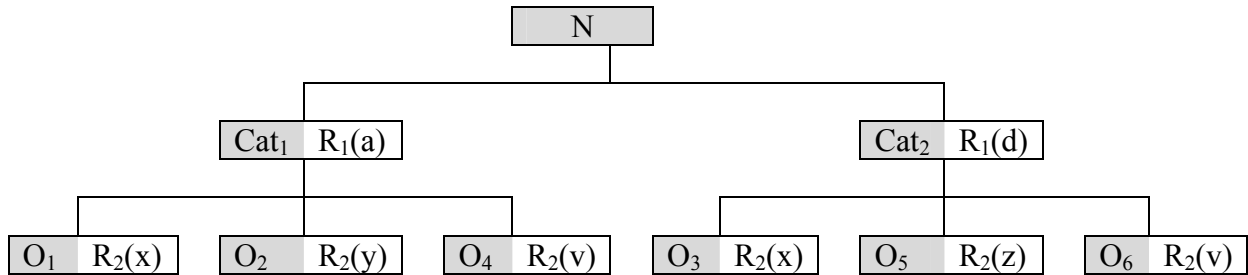 N
Cat₁ R₁(a) Cat₂ R₁(d)
O₁ R₂(x) O₂ R₂(y) O₄ R₂(v) O₃ R₂(x) O₅ R₂(z) O₆ R₂(v)